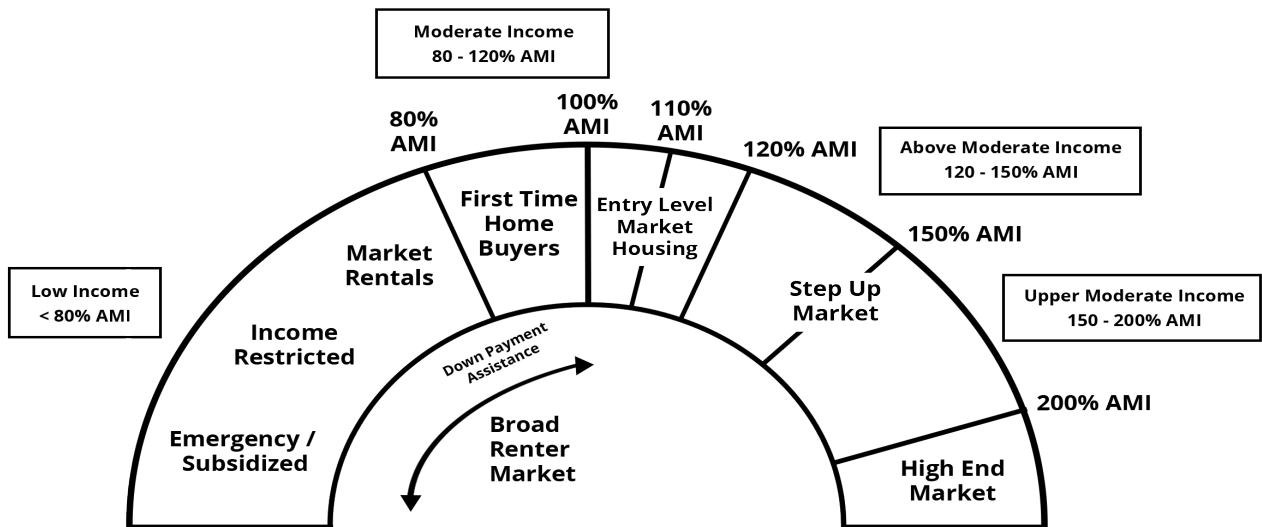 Moderate Income
80 - 120% AMI
80%
AMI
100%
AMI
110%
AMI
120% AMI
Above Moderate Income
120 - 150% AMI
150% AMI
Low Income
< 80% AMI
Upper Moderate Income
150 - 200% AMI
200% AMI
Emergency /
Subsidized
Income
Restricted
Market
Rentals
First Time
Home
Buyers
Entry Level
Market
Housing
Step Up
Market
High End
Market
Down Payment
Assistance
Broad
Renter
Market